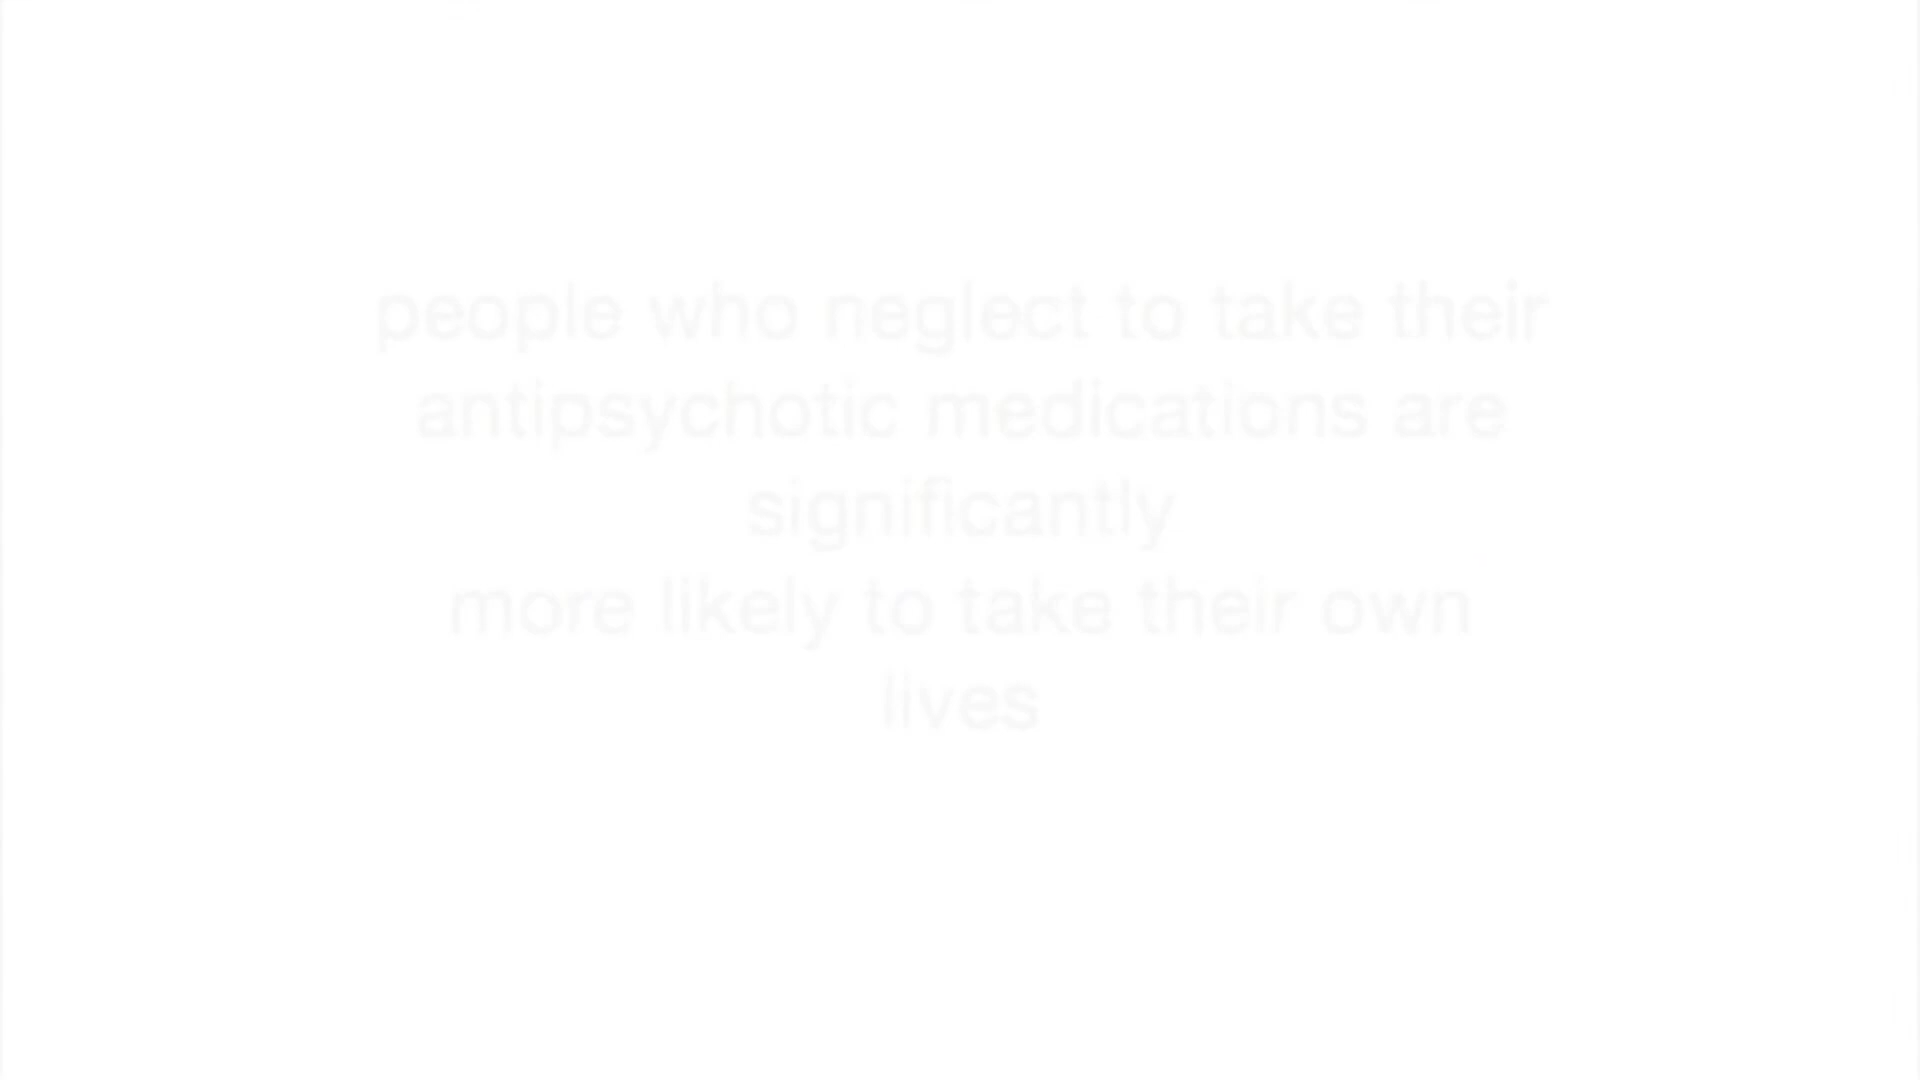 people who neglect to take their
antipsychotic medications are
significantly
more likely to take their own
lives